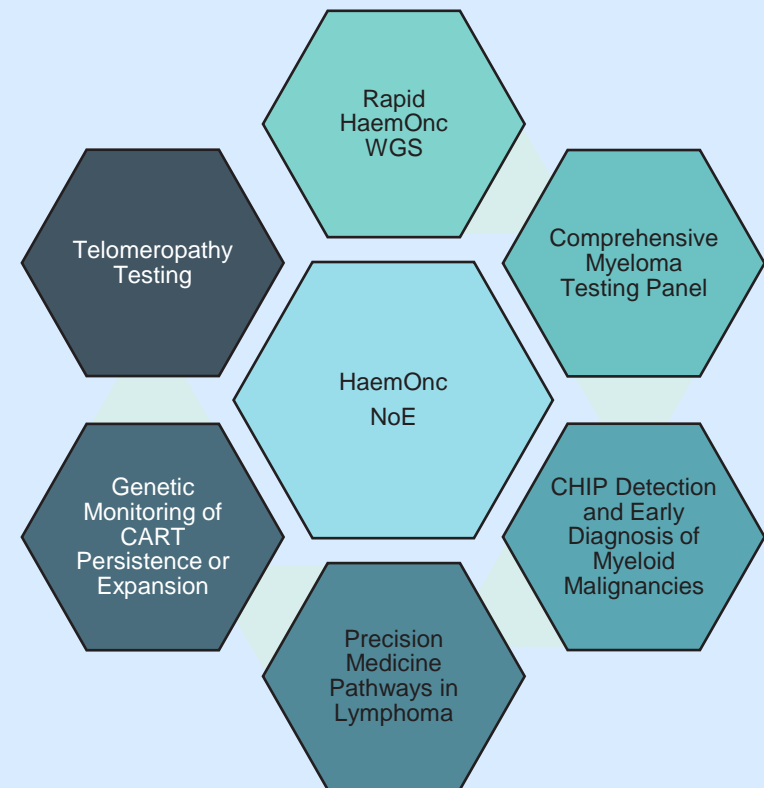 Rapid
HaemOnc
WGS
Comprehensive
Myeloma
Testing Panel
CHIP Detection
and Early
Diagnosis of
Myeloid
Malignancies
Precision
Medicine
Pathways in
Lymphoma
Genetic
Monitoring of
CART
Persistence or
Expansion
Telomeropathy
Testing
HaemOnc
NoE